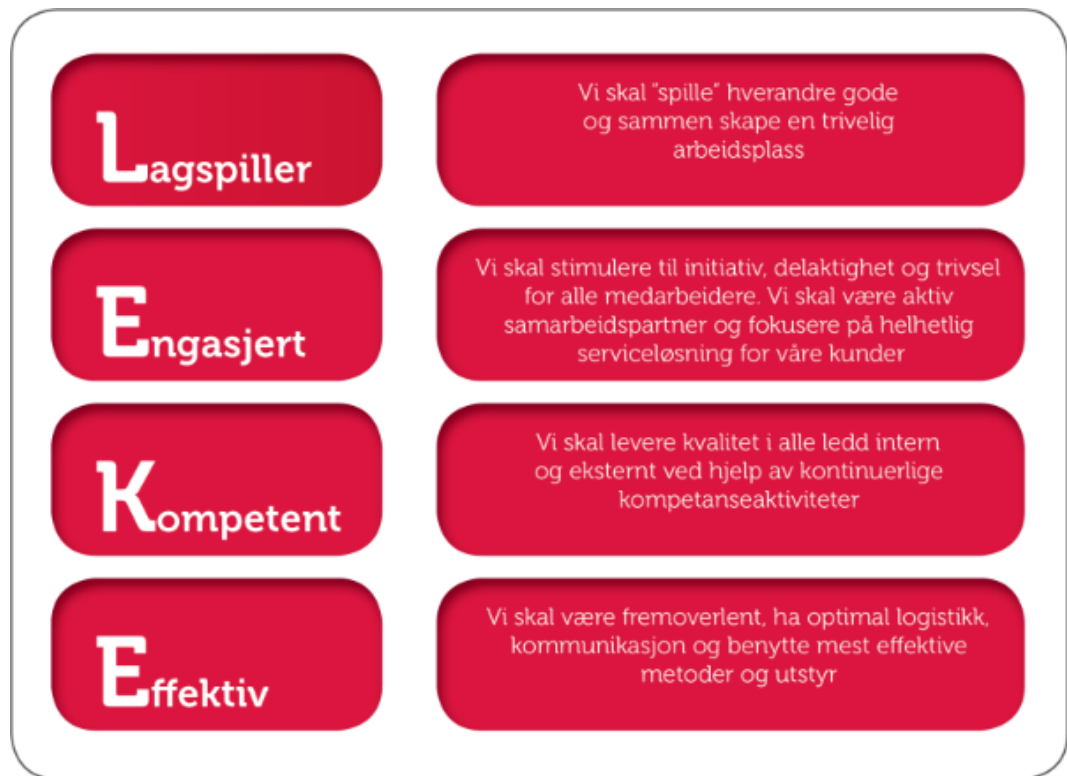 Lagspiller
Vi skal "spille" hverandre gode
og sammen skape en trivelig
arbeidsplass
Engasjert
Vi skal stimulere til initiativ, delaktighet og trivsel
for alle medarbeidere. Vi skal være aktiv
samarbeidspartner og fokusere på helhetlig
serviceløsning for våre kunder
Kompetent
Vi skal levere kvalitet i alle ledd intern
og eksternt ved hjelp av kontinuerlige
kompetanseaktiviteter
Effektiv
Vi skal være fremoverlent, ha optimal logistikk,
kommunikasjon og benytte mest effektive
metoder og utstyr